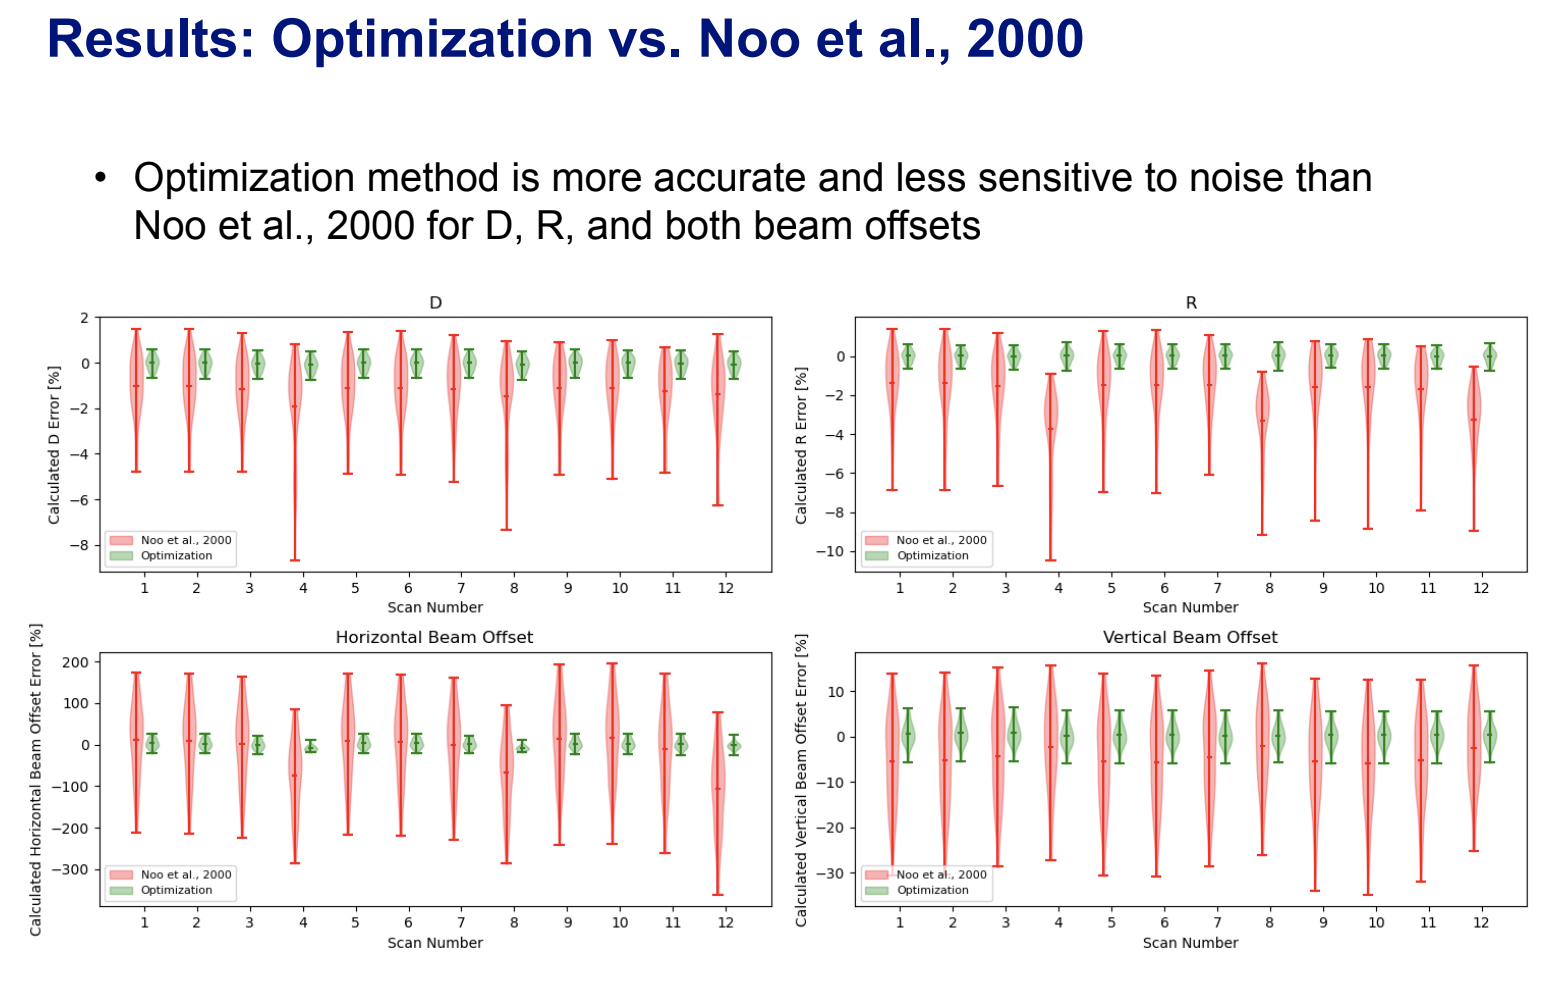 Results: Optimization vs. Noo et al., 2000
• Optimization method is more accurate and less sensitive to noise than
Noo et al., 2000 for D, R, and both beam offsets
D
Calculated D Error [%]
2
0
−2
−4
−6
−8
Noo et al., 2000
Optimization
1 2 3 4 5 6 7 8 9 10 11 12
Scan Number
R
Calculated R Error [%]
0
−2
−4
−6
−8
−10
Noo et al., 2000
Optimization
1 2 3 4 5 6 7 8 9 10 11 12
Scan Number
Horizontal Beam Offset
Calculated Horizontal Beam Offset Error [%]
200
100
0
−100
−200
−300
Noo et al., 2000
Optimization
1 2 3 4 5 6 7 8 9 10 11 12
Scan Number
Vertical Beam Offset
Calculated Vertical Beam Offset Error [%]
10
0
−10
−20
−30
Noo et al., 2000
Optimization
1 2 3 4 5 6 7 8 9 10 11 12
Scan Number